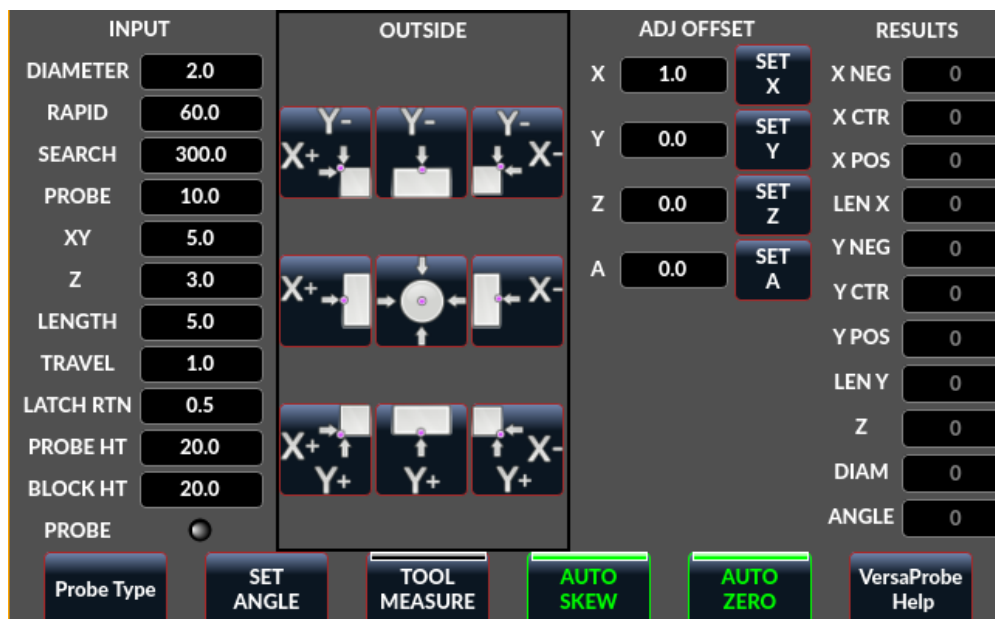 INPUT
DIAMETER 2.0
RAPID 60.0
SEARCH 300.0
PROBE 10.0
XY 5.0
Z 3.0
LENGTH 5.0
TRAVEL 1.0
LATCH RTN 0.5
PROBE HT 20.0
BLOCK HT 20.0
PROBE
OUTSIDE
Y-
X+
Y-
Y-
X-
X+
X-
X+
Y+
Y+
X-
Y+
ADJ OFFSET
X 1.0 SET X
Y 0.0 SET Y
Z 0.0 SET Z
A 0.0 SET A
RESULTS
X NEG 0
X CTR 0
X POS 0
LEN X 0
Y NEG 0
Y CTR 0
Y POS 0
LEN Y 0
Z 0
DIAM 0
ANGLE 0
Probe Type
SET
ANGLE
TOOL
MEASURE
AUTO
SKEW
AUTO
ZERO
VersaProbe
Help